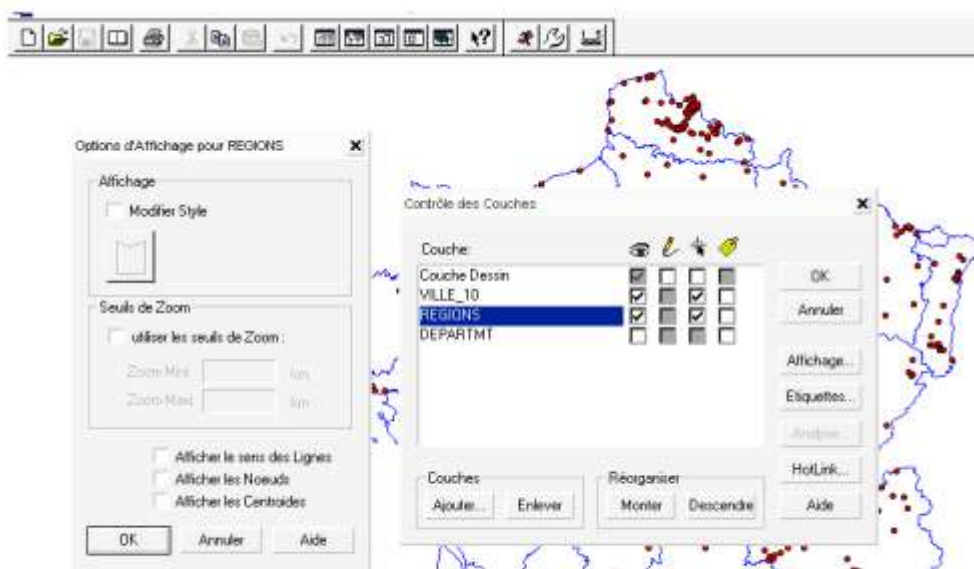 Options d'Affichage pour REGIONS
Affichage
Modifier Style
Seuils de Zoom
utiliser les seuils de Zoom :
Zoom Mini
km
Zoom Maxi
km
Afficher le sens des Lignes
Afficher les Noeuds
Afficher les Centroides
OK
Annuler
Aide
Contrôle des Couches
Couche:
Couche Dessin
VILLE_10
REGIONS
DEPARTMT
OK
Annuler
Affichage...
Etiquettes...
Analyse...
HotLink...
Aide
Couches
Ajouter...
Enlever
Réorganiser
Monter
Descendre